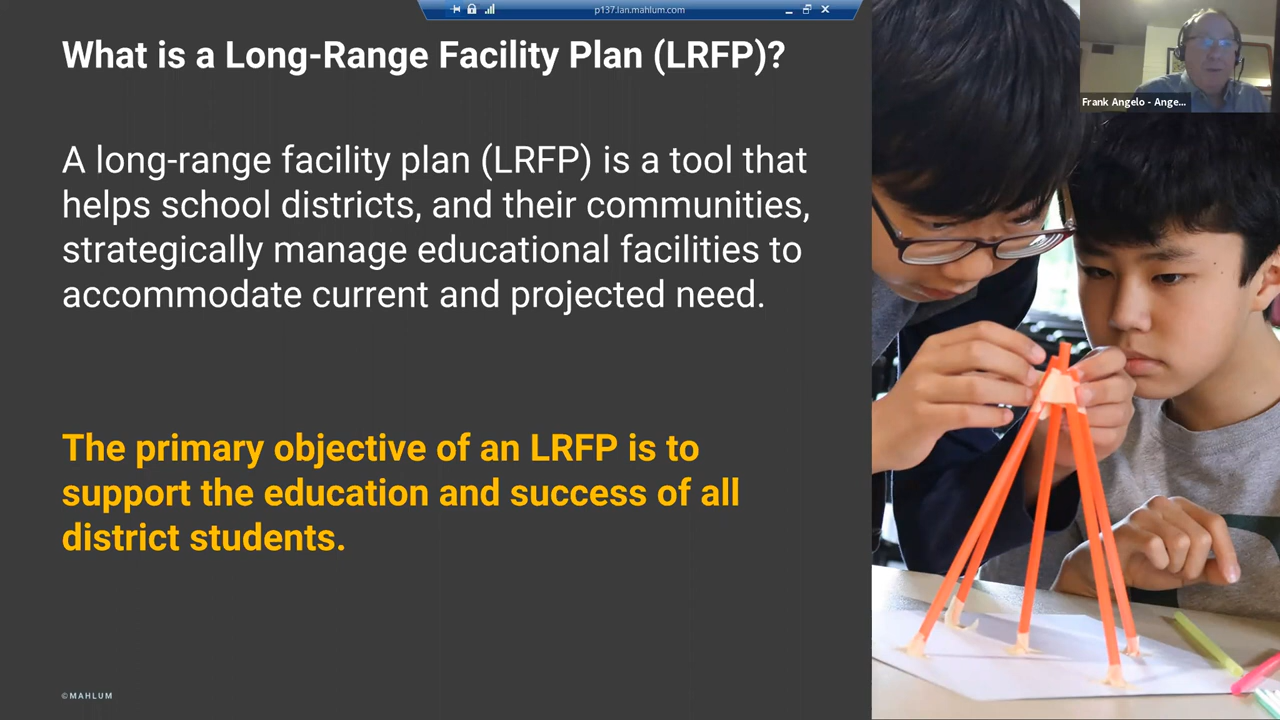 p137.lan.mahlum.com
What is a Long-Range Facility Plan (LRFP)?
A long-range facility plan (LRFP) is a tool that
helps school districts, and their communities,
strategically manage educational facilities to
accommodate current and projected need.
The primary objective of an LRFP is to
support the education and success of all
district students.
©MAHLUM
Frank Angelo - Ange...